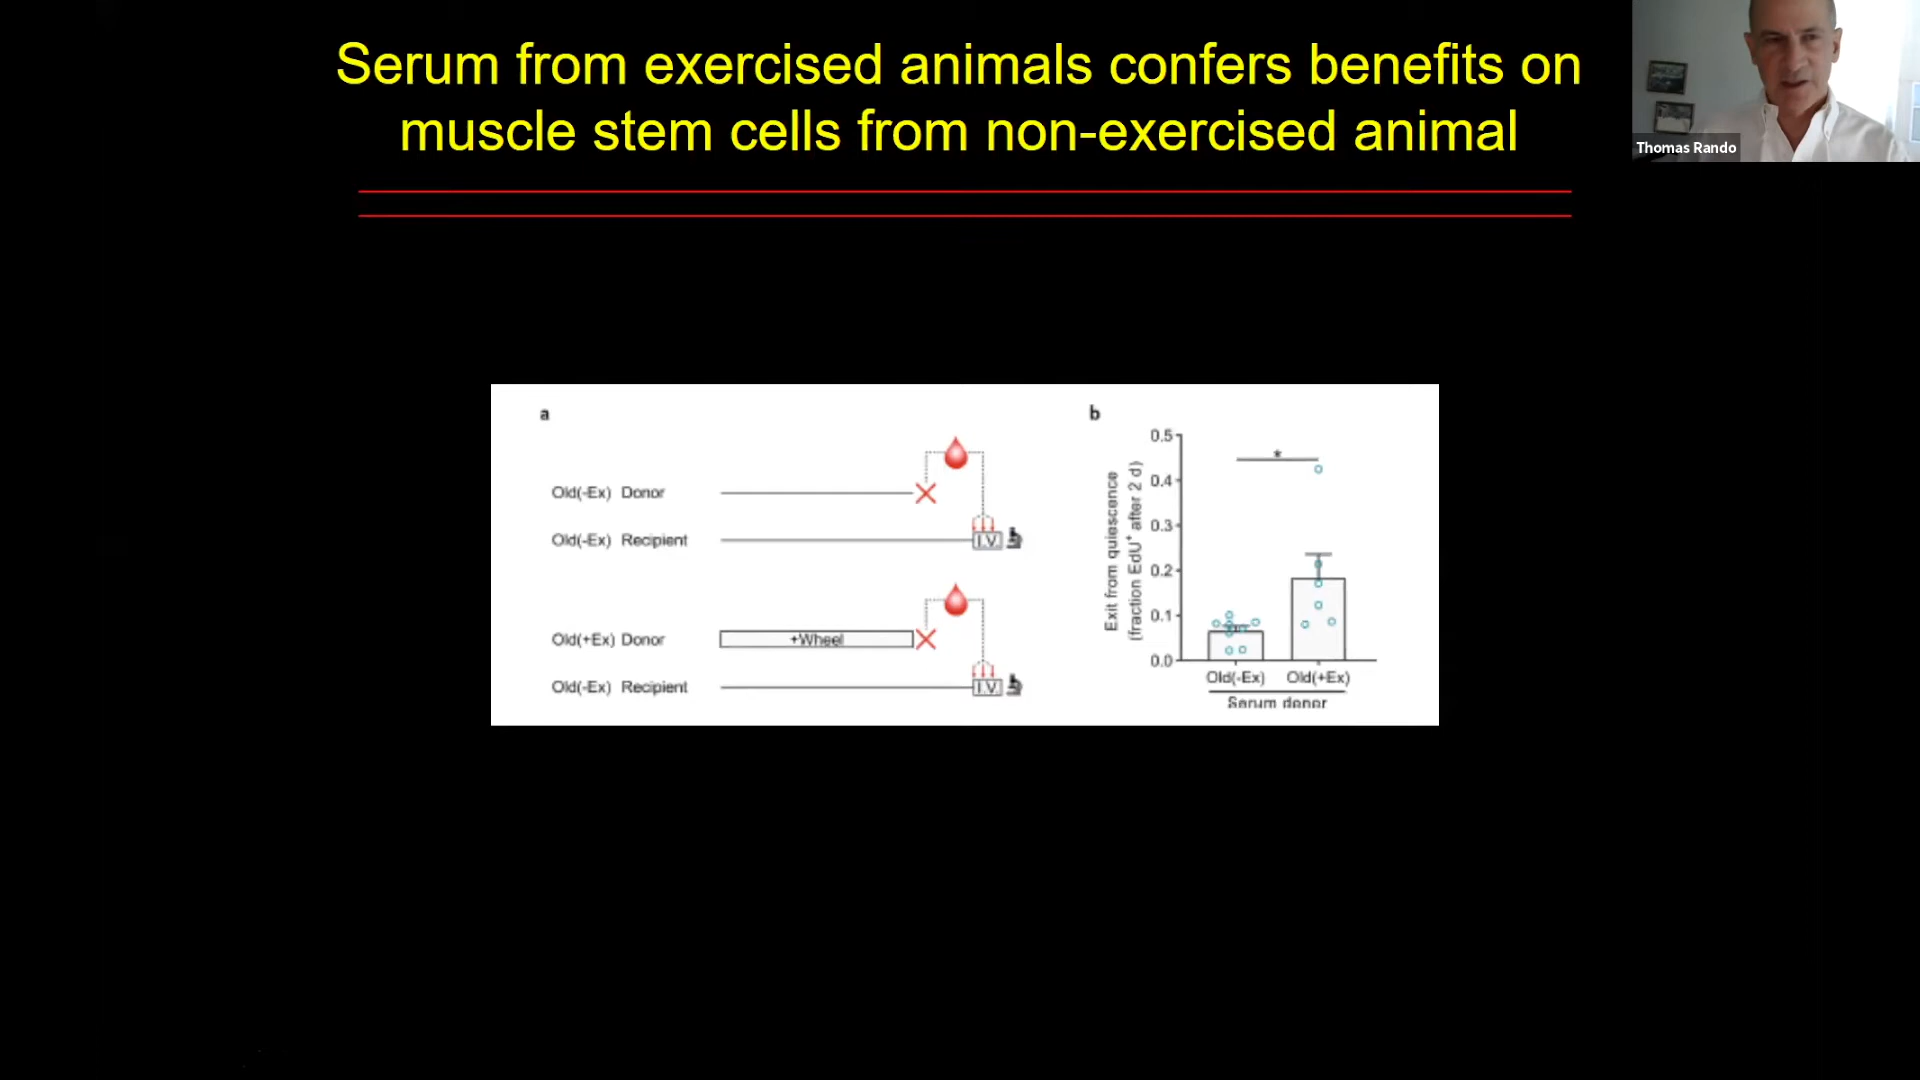 Serum from exercised animals confers benefits on
muscle stem cells from non-exercised animal
Thomas Rando
a
Old(-Ex) Donor
Old(-Ex) Recipient
I.V.
Old(+Ex) Donor
+Wheel
Old(-Ex) Recipient
I.V.
b
Exit from quiescence
(fraction EdU⁺ after 2 d)
0.5
0.4
0.3
0.2
0.1
0.0
*
Old(-Ex) Old(+Ex)
Serum donor